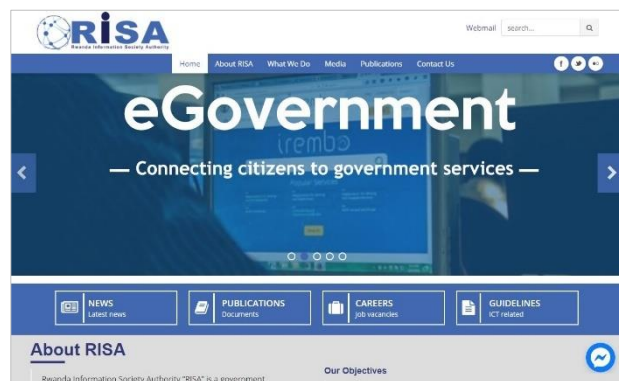 RISA
Rwanda Information Society Authority
Webmail search...
Home About RISA What We Do Media Publications Contact Us
eGovernment
irembo
— Connecting citizens to government services —
NEWS
Latest news
PUBLICATIONS
Documents
CAREERS
job vacancies
GUIDELINES
ICT related
About RISA
Our Objectives
Rwanda Information Society Authority "RISA" is a government